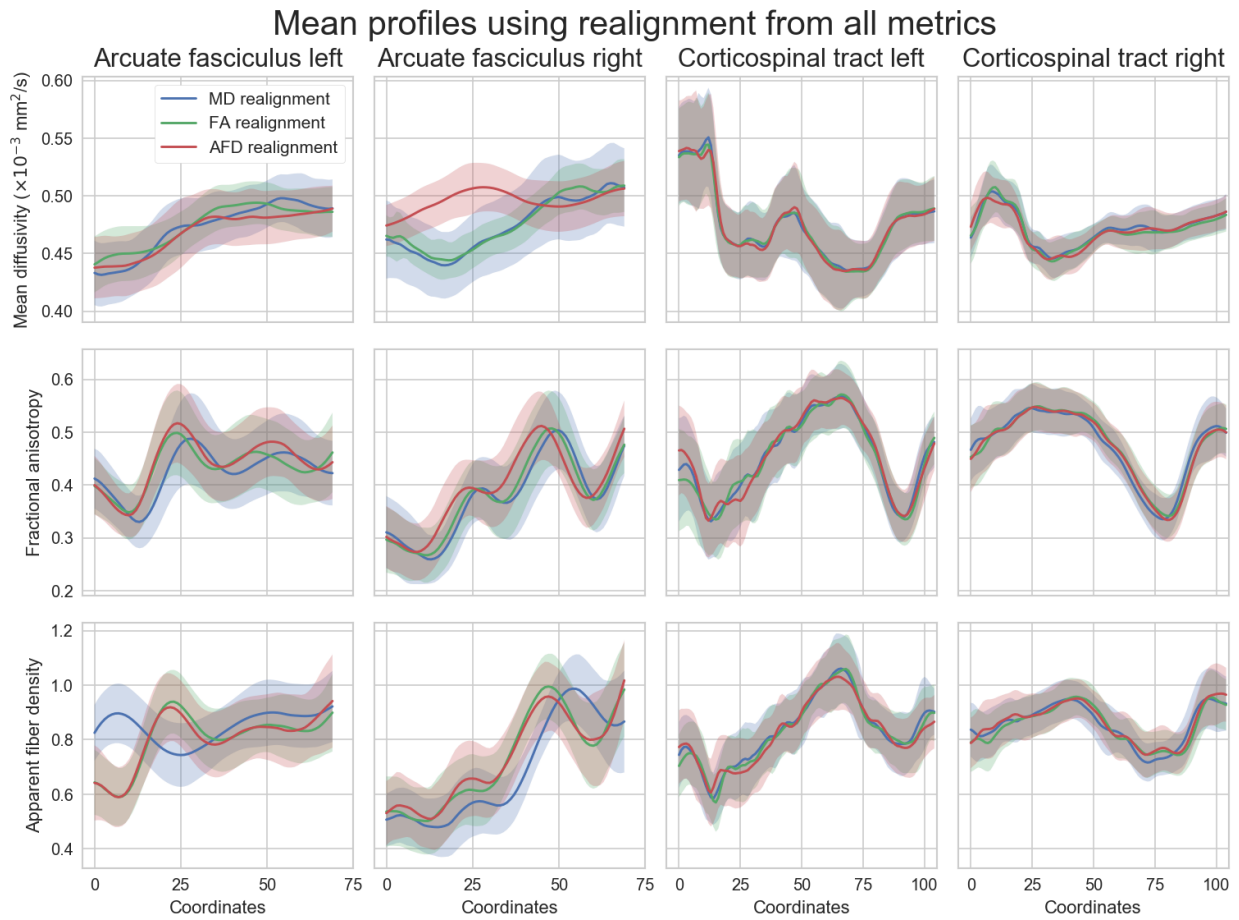 Mean profiles using realignment from all metrics
Arcuate fasciculus left
Arcuate fasciculus right
Corticospinal tract left
Corticospinal tract right
Mean diffusivity (×10⁻³ mm²/s)
0.60
0.55
0.50
0.45
0.40
MD realignment
FA realignment
AFD realignment
Fractional anisotropy
0.6
0.5
0.4
0.3
0.2
Apparent fiber density
1.2
1.0
0.8
0.6
0.4
0 25 50 75
0 25 50 75
0 25 50 75 100
0 25 50 75 100
Coordinates
Coordinates
Coordinates
Coordinates